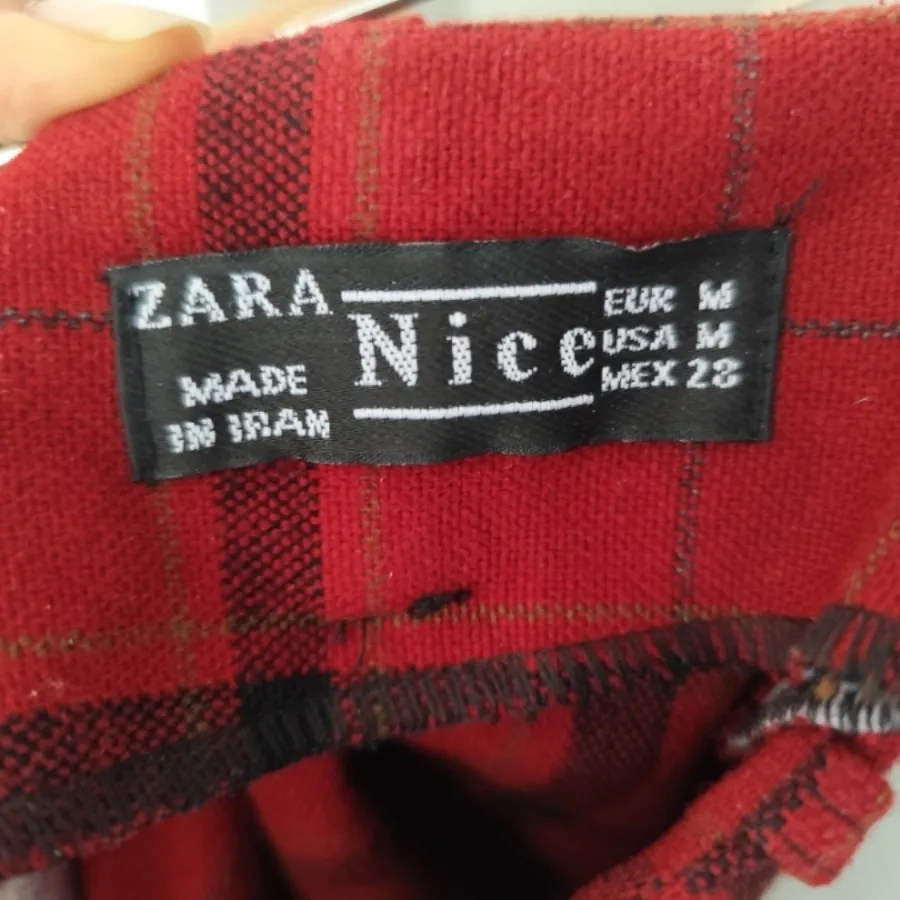 ZARA
MADE
IN IRAN
Nice
EUR M
USA M
MEX 28